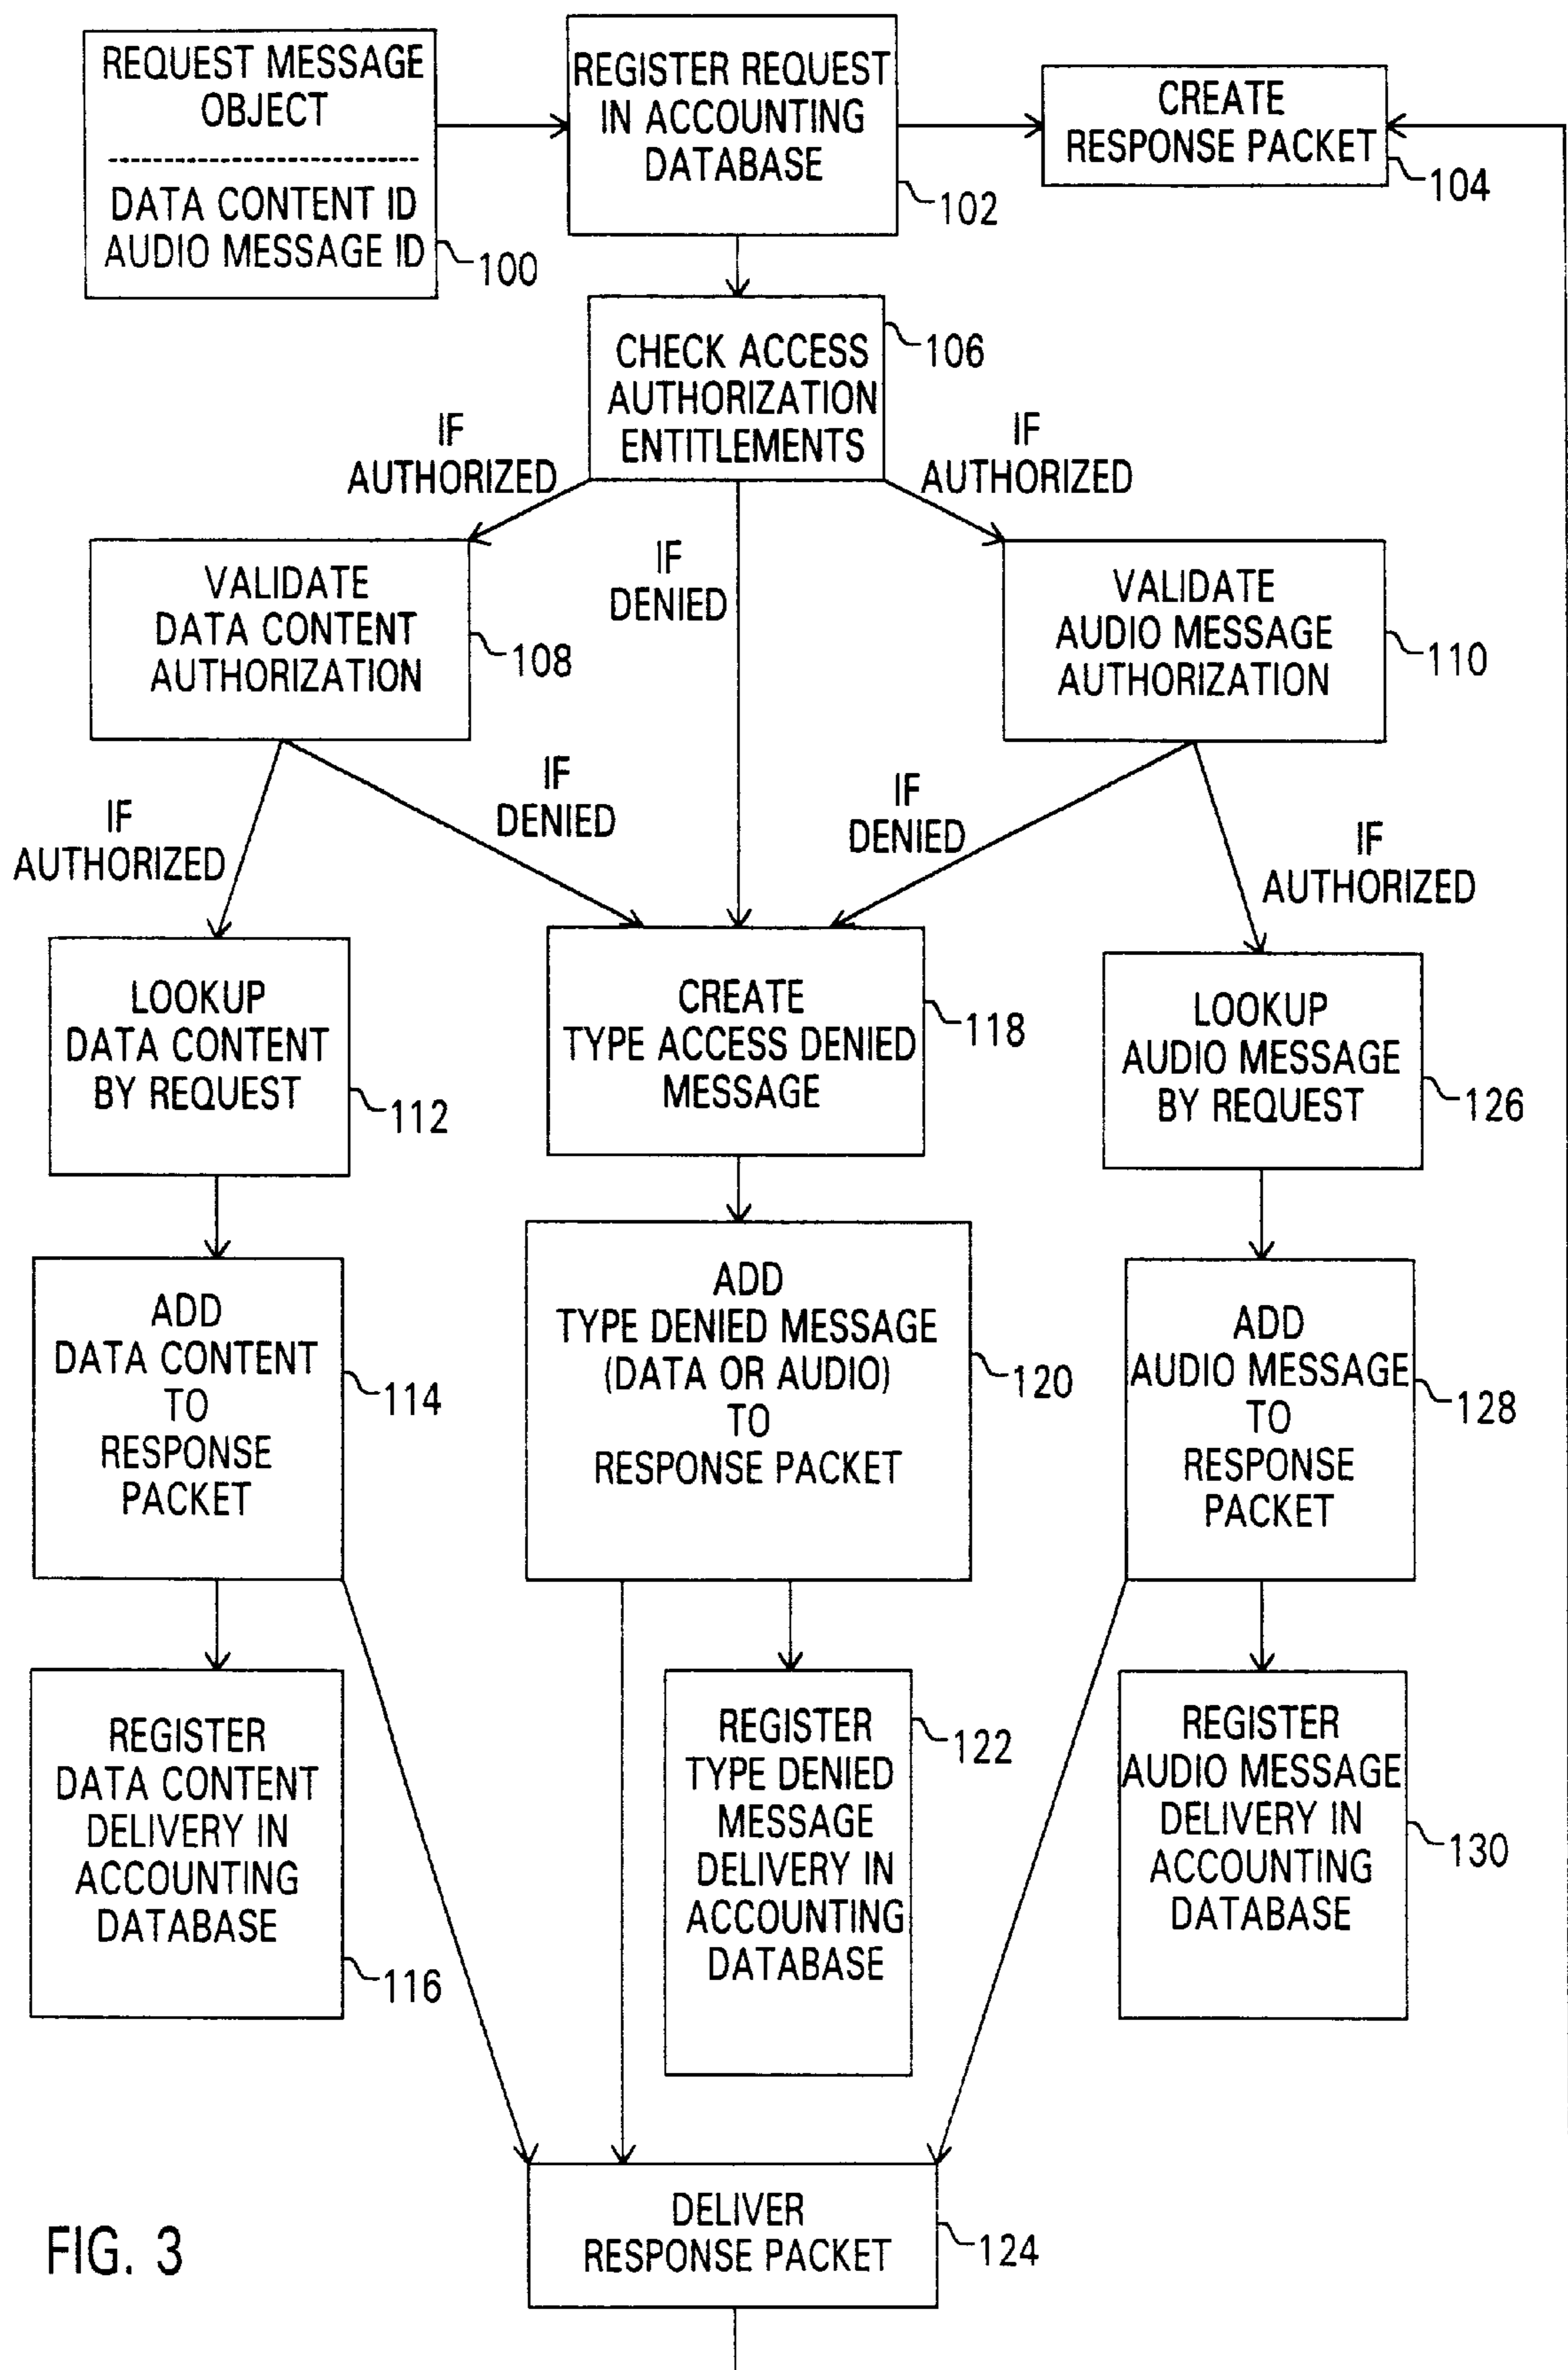 REQUEST MESSAGE
OBJECT
DATA CONTENT ID
AUDIO MESSAGE ID
100
REGISTER REQUEST
IN ACCOUNTING
DATABASE
102
CREATE
RESPONSE PACKET
104
CHECK ACCESS
AUTHORIZATION
ENTITLEMENTS
106
IF
AUTHORIZED
IF
DENIED
IF
AUTHORIZED
VALIDATE
DATA CONTENT
AUTHORIZATION
108
VALIDATE
AUDIO MESSAGE
AUTHORIZATION
110
IF
AUTHORIZED
IF
DENIED
IF
DENIED
IF
AUTHORIZED
LOOKUP
DATA CONTENT
BY REQUEST
112
CREATE
TYPE ACCESS DENIED
MESSAGE
118
LOOKUP
AUDIO MESSAGE
BY REQUEST
126
ADD
DATA CONTENT
TO
RESPONSE
PACKET
114
ADD
TYPE DENIED MESSAGE
(DATA OR AUDIO)
TO
RESPONSE PACKET
120
ADD
AUDIO MESSAGE
TO
RESPONSE
PACKET
128
REGISTER
DATA CONTENT
DELIVERY IN
ACCOUNTING
DATABASE
116
REGISTER
TYPE DENIED
MESSAGE
DELIVERY IN
ACCOUNTING
DATABASE
122
REGISTER
AUDIO MESSAGE
DELIVERY IN
ACCOUNTING
DATABASE
130
DELIVER
RESPONSE PACKET
124
FIG. 3